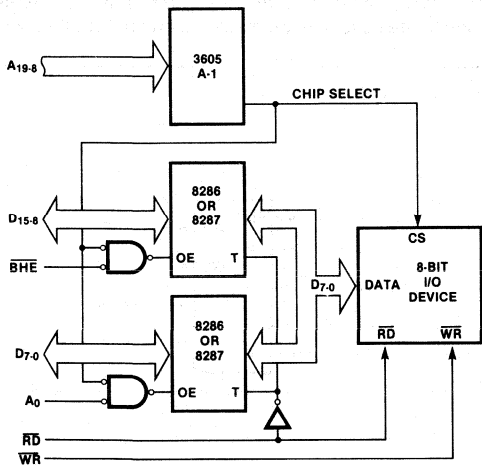 A19-8
3605
A-1
CHIP SELECT
8286
OR
8287
D15-8
OE T
BHE
CS
D7-0
DATA
8-BIT
I/O
DEVICE
RD WR
8286
OR
8287
D7-0
OE T
A0
RD
WR